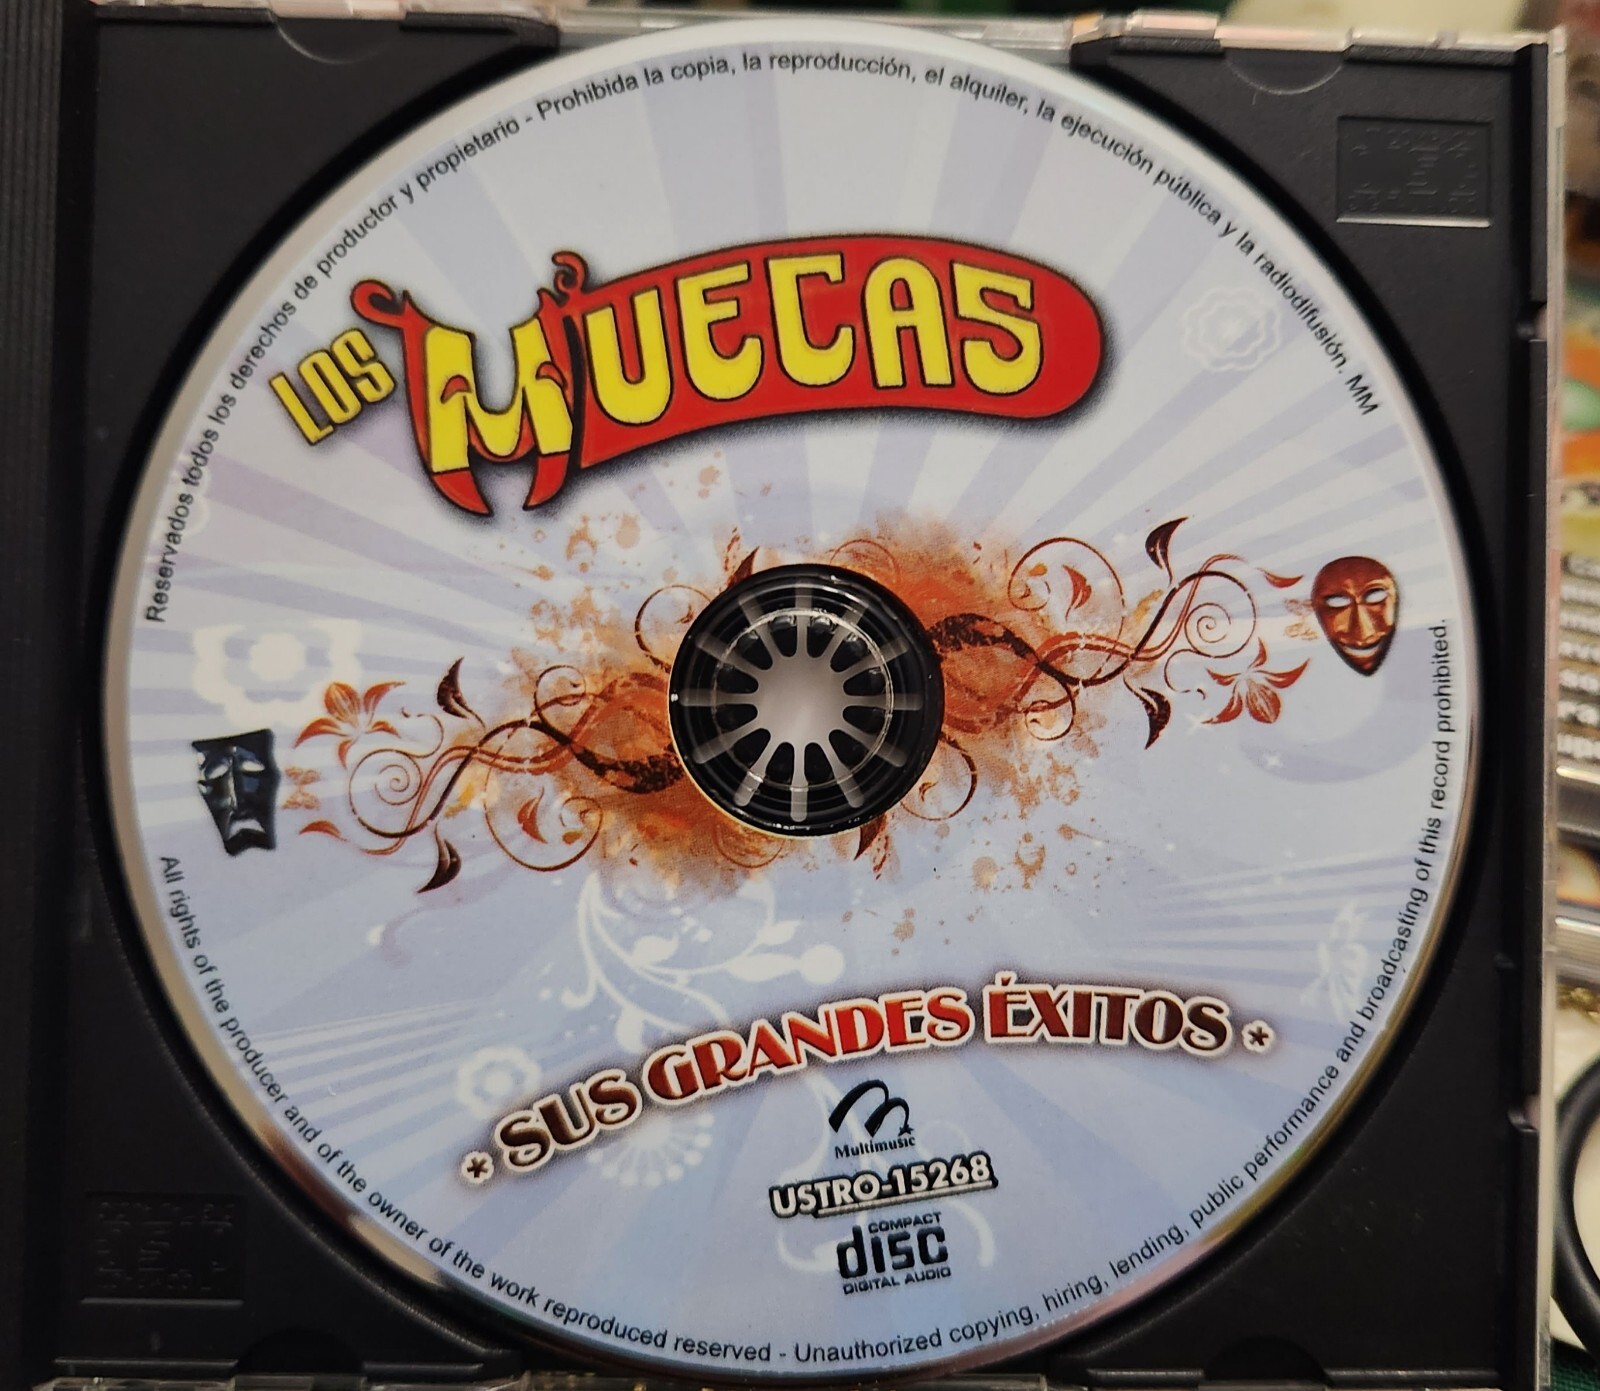 Reservados todos los derechos de productor y propietario - Prohibida la copia, la reproducción, el alquiler, la ejecución pública y la radiodifusión. MM
LOS MUECAS
* SUS GRANDES ÉXITOS *
Multimusic
USTRO-15268
COMPACT
disc
DIGITAL AUDIO
All rights of the producer and of the owner of the work reproduced reserved - Unauthorized copying, hiring, lending, public performance and broadcasting of this record prohibited.